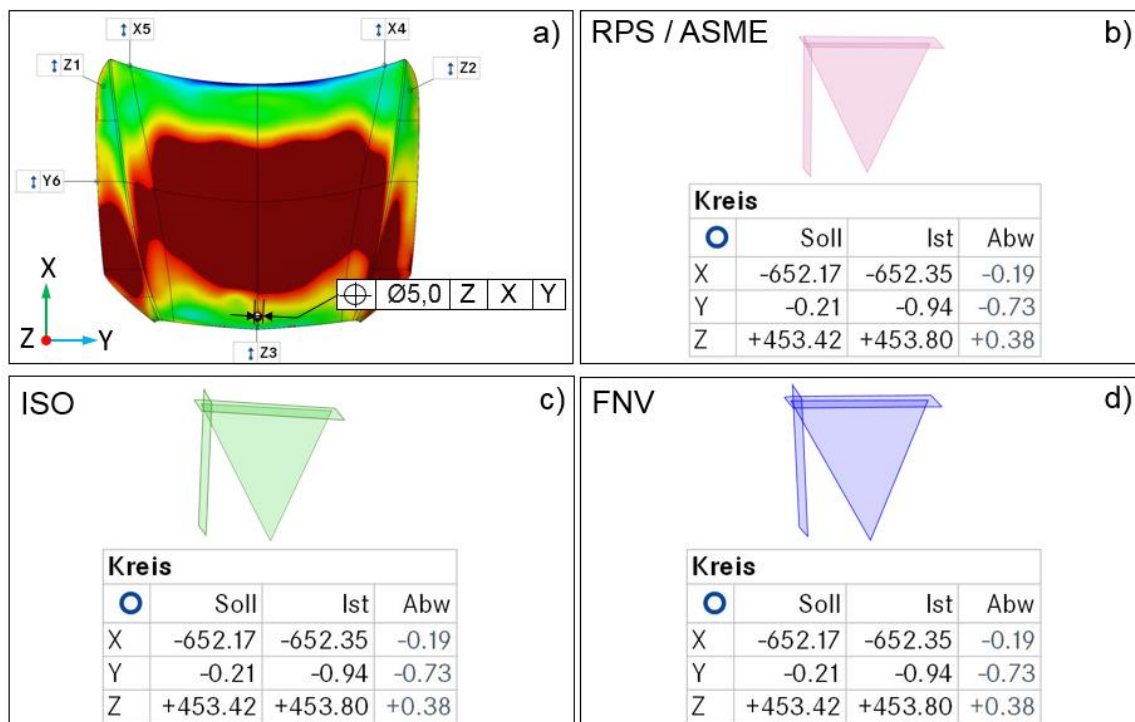 a)
X5
X4
Z1
Z2
Y6
Ø5,0 Z X Y
X
Z
Y
Z3
RPS / ASME
b)
Kreis
Soll Ist Abw
X -652.17 -652.35 -0.19
Y -0.21 -0.94 -0.73
Z +453.42 +453.80 +0.38
ISO
c)
Kreis
Soll Ist Abw
X -652.17 -652.35 -0.19
Y -0.21 -0.94 -0.73
Z +453.42 +453.80 +0.38
FNV
d)
Kreis
Soll Ist Abw
X -652.17 -652.35 -0.19
Y -0.21 -0.94 -0.73
Z +453.42 +453.80 +0.38